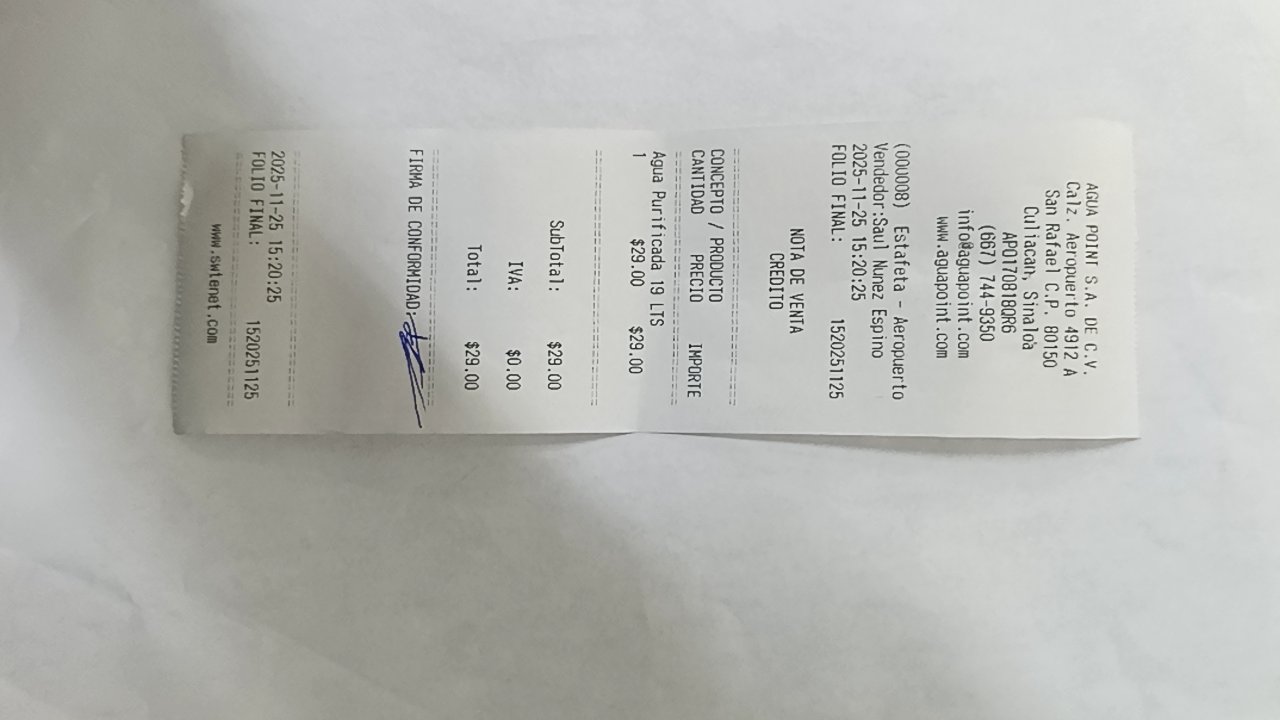 AGUA POINT S.A. DE C.V.
Calz. Aeropuerto 4912 A
San Rafael C.P. 80150
Culiacan, Sinaloa
APO170818QR6
(667) 744-9350
info@aguapoint.com
www.aguapoint.com
(000008) Estafeta - Aeropuerto
Vendedor:Saul Nunez Espino
2025-11-25 15:20:25
FOLIO FINAL: 1520251125
NOTA DE VENTA
CREDITO
CONCEPTO / PRODUCTO
CANTIDAD PRECIO IMPORTE
Agua Purificada 19 LTS
1 $29.00 $29.00
SubTotal: $29.00
IVA: $0.00
Total: $29.00
FIRMA DE CONFORMIDAD:
2025-11-25 15:20:25
FOLIO FINAL: 1520251125
www.swtenet.com